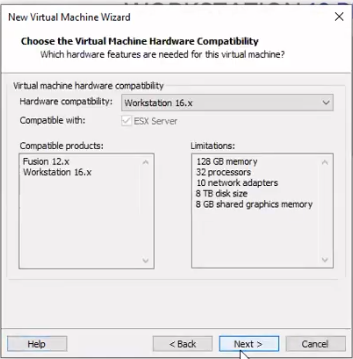 New Virtual Machine Wizard
Choose the Virtual Machine Hardware Compatibility
Which hardware features are needed for this virtual machine?
Virtual machine hardware compatibility
Hardware compatibility: Workstation 16.x
Compatible with: ESX Server
Compatible products:
Fusion 12.x
Workstation 16.x
Limitations:
128 GB memory
32 processors
10 network adapters
8 TB disk size
8 GB shared graphics memory
Help < Back Next > Cancel